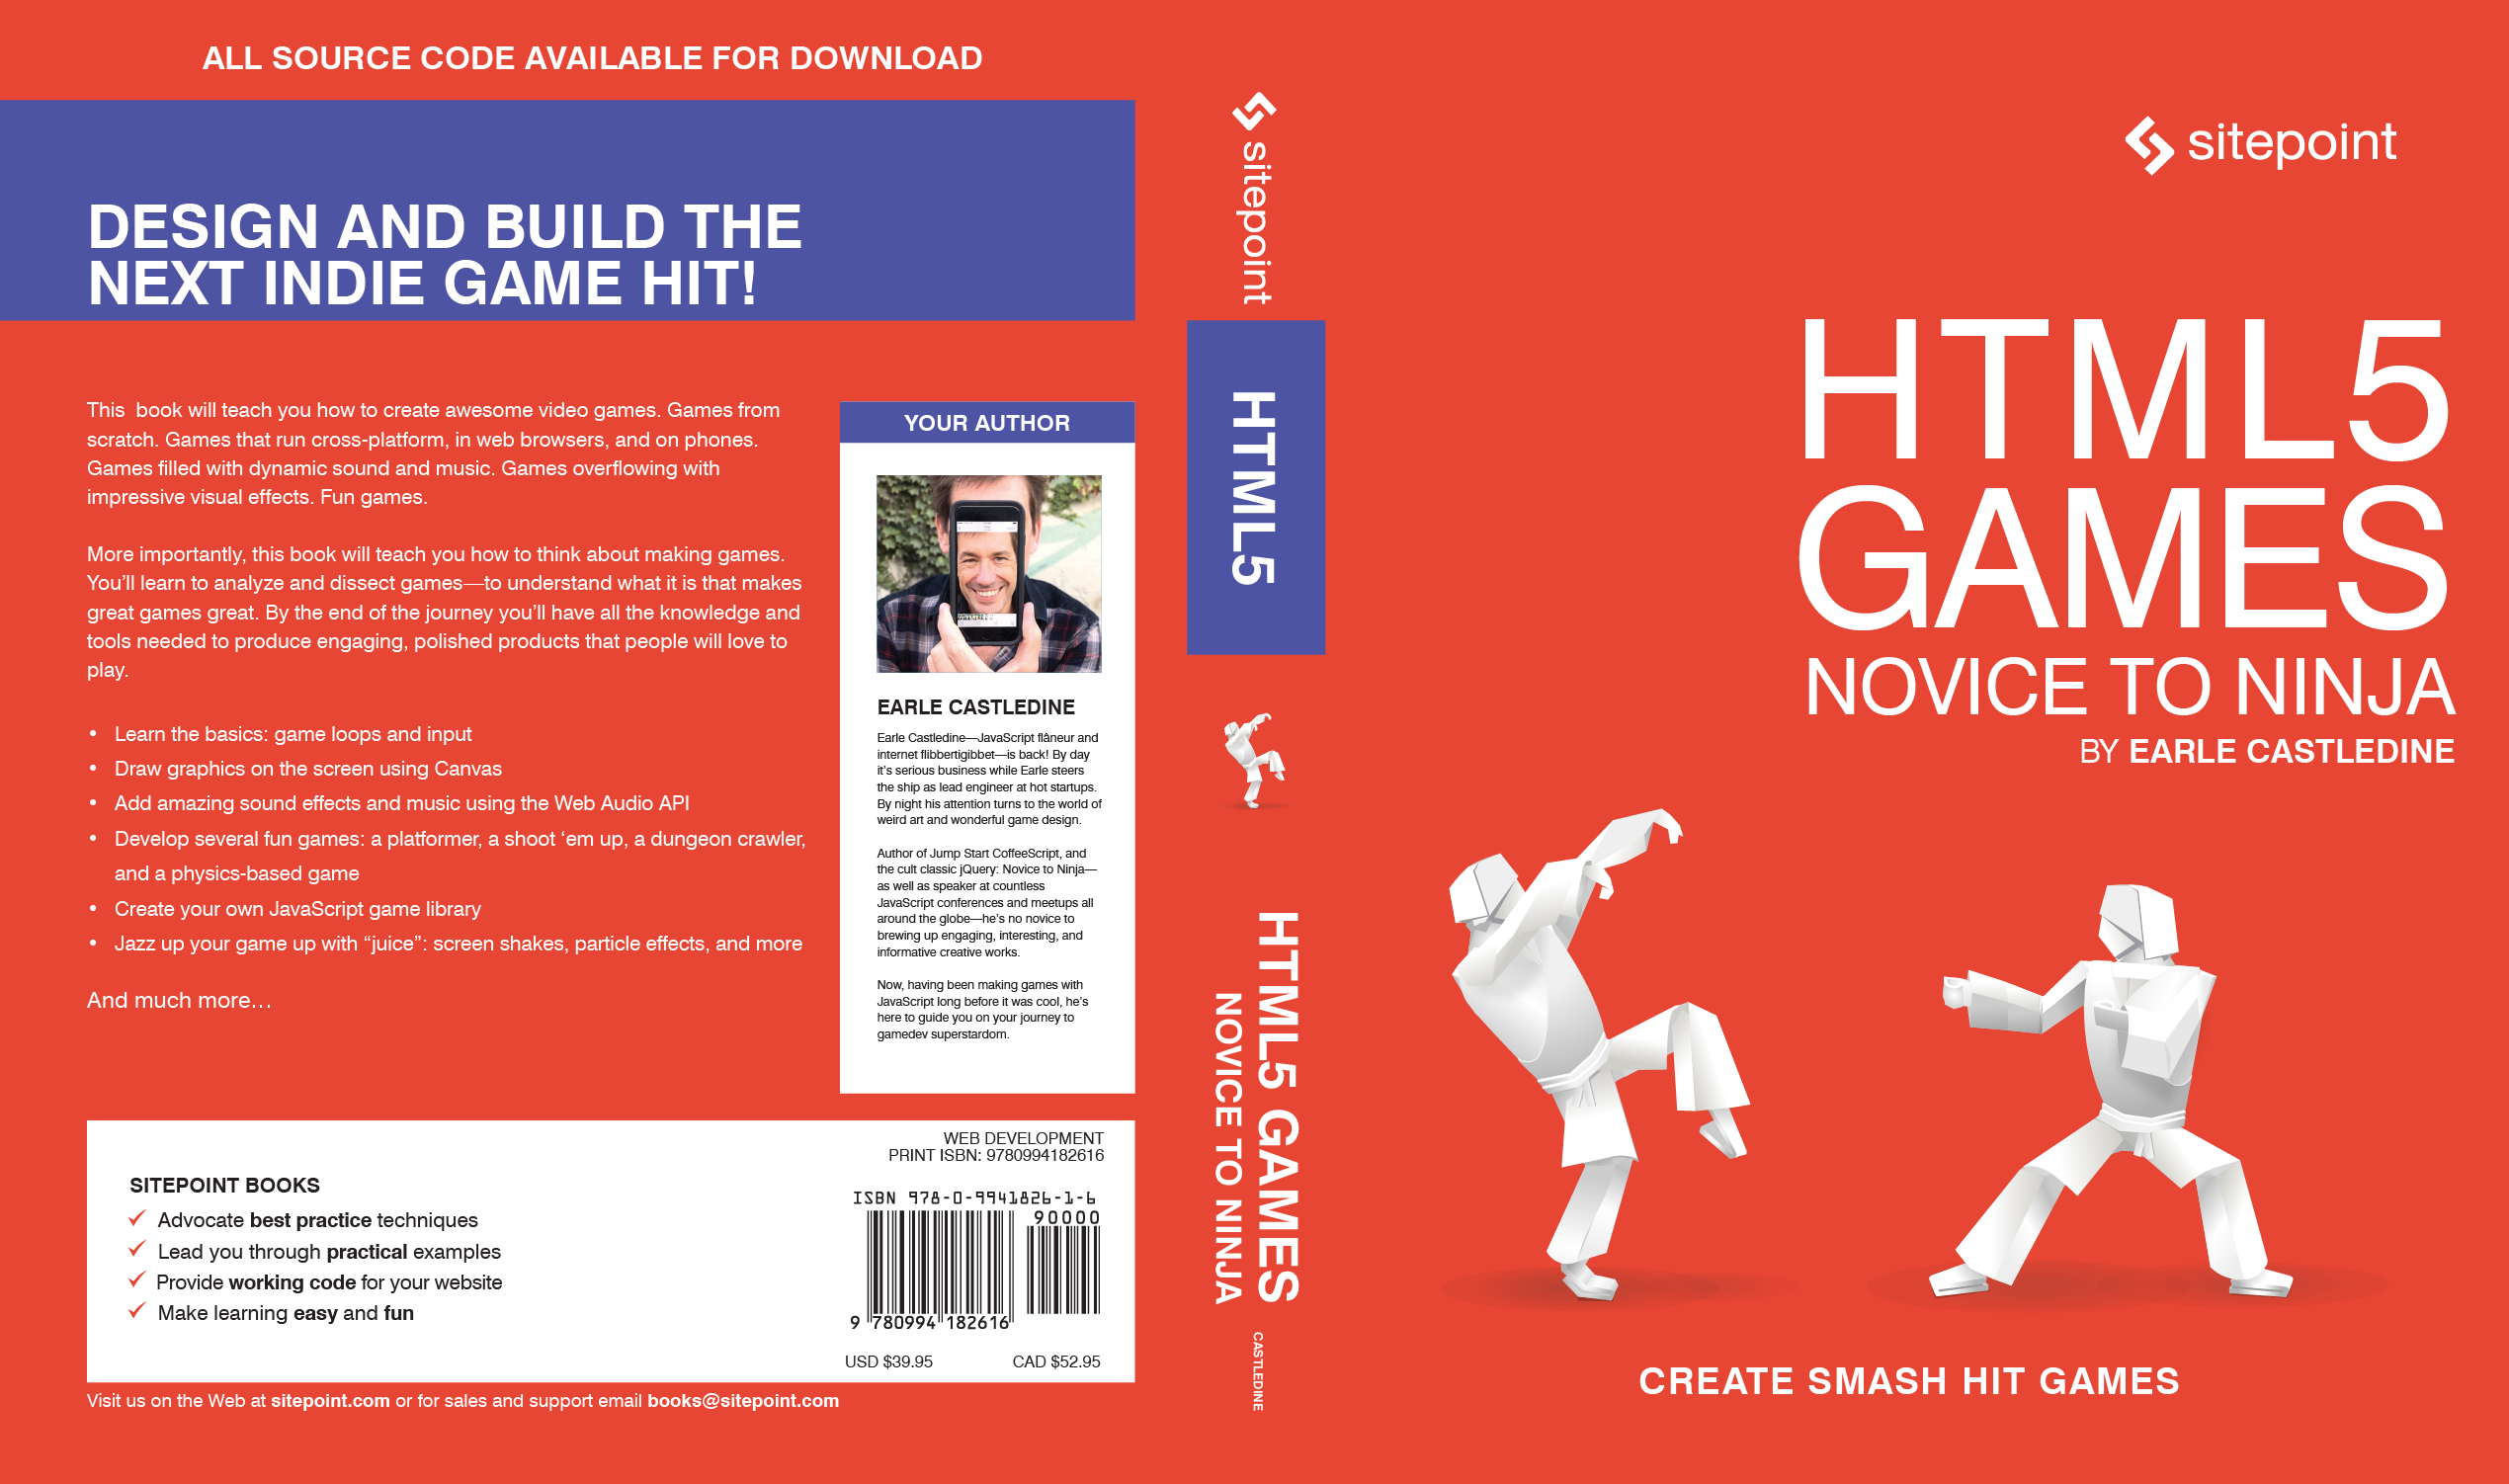 ALL SOURCE CODE AVAILABLE FOR DOWNLOAD
DESIGN AND BUILD THE
NEXT INDIE GAME HIT!
This  book will teach you how to create awesome video games. Games from
scratch. Games that run cross-platform, in web browsers, and on phones.
Games filled with dynamic sound and music. Games overflowing with
impressive visual effects. Fun games.
More importantly, this book will teach you how to think about making games.
You’ll learn to analyze and dissect games—to understand what it is that makes
great games great. By the end of the journey you’ll have all the knowledge and
tools needed to produce engaging, polished products that people will love to
play.
• Learn the basics: game loops and input
• Draw graphics on the screen using Canvas
• Add amazing sound effects and music using the Web Audio API
• Develop several fun games: a platformer, a shoot ‘em up, a dungeon crawler,
and a physics-based game
• Create your own JavaScript game library
• Jazz up your game up with “juice”: screen shakes, particle effects, and more
And much more…
YOUR AUTHOR
EARLE CASTLEDINE
Earle Castledine—JavaScript flâneur and
internet flibbertigibbet—is back! By day
it’s serious business while Earle steers
the ship as lead engineer at hot startups.
By night his attention turns to the world of
weird art and wonderful game design.
Author of Jump Start CoffeeScript, and
the cult classic jQuery: Novice to Ninja—
as well as speaker at countless
JavaScript conferences and meetups all
around the globe—he’s no novice to
brewing up engaging, interesting, and
informative creative works.
Now, having been making games with
JavaScript long before it was cool, he’s
here to guide you on your journey to
gamedev superstardom.
SITEPOINT BOOKS
Advocate best practice techniques
Lead you through practical examples
Provide working code for your website
Make learning easy and fun
WEB DEVELOPMENT
PRINT ISBN: 9780994182616
ISBN 978-0-9941826-1-6
90000
9 780994 182616
USD $39.95 CAD $52.95
Visit us on the Web at sitepoint.com or for sales and support email books@sitepoint.com
sitepoint
HTML5
HTML5 GAMES
NOVICE TO NINJA
CASTLEDINE
sitepoint
HTML5
GAMES
NOVICE TO NINJA
BY EARLE CASTLEDINE
CREATE SMASH HIT GAMES